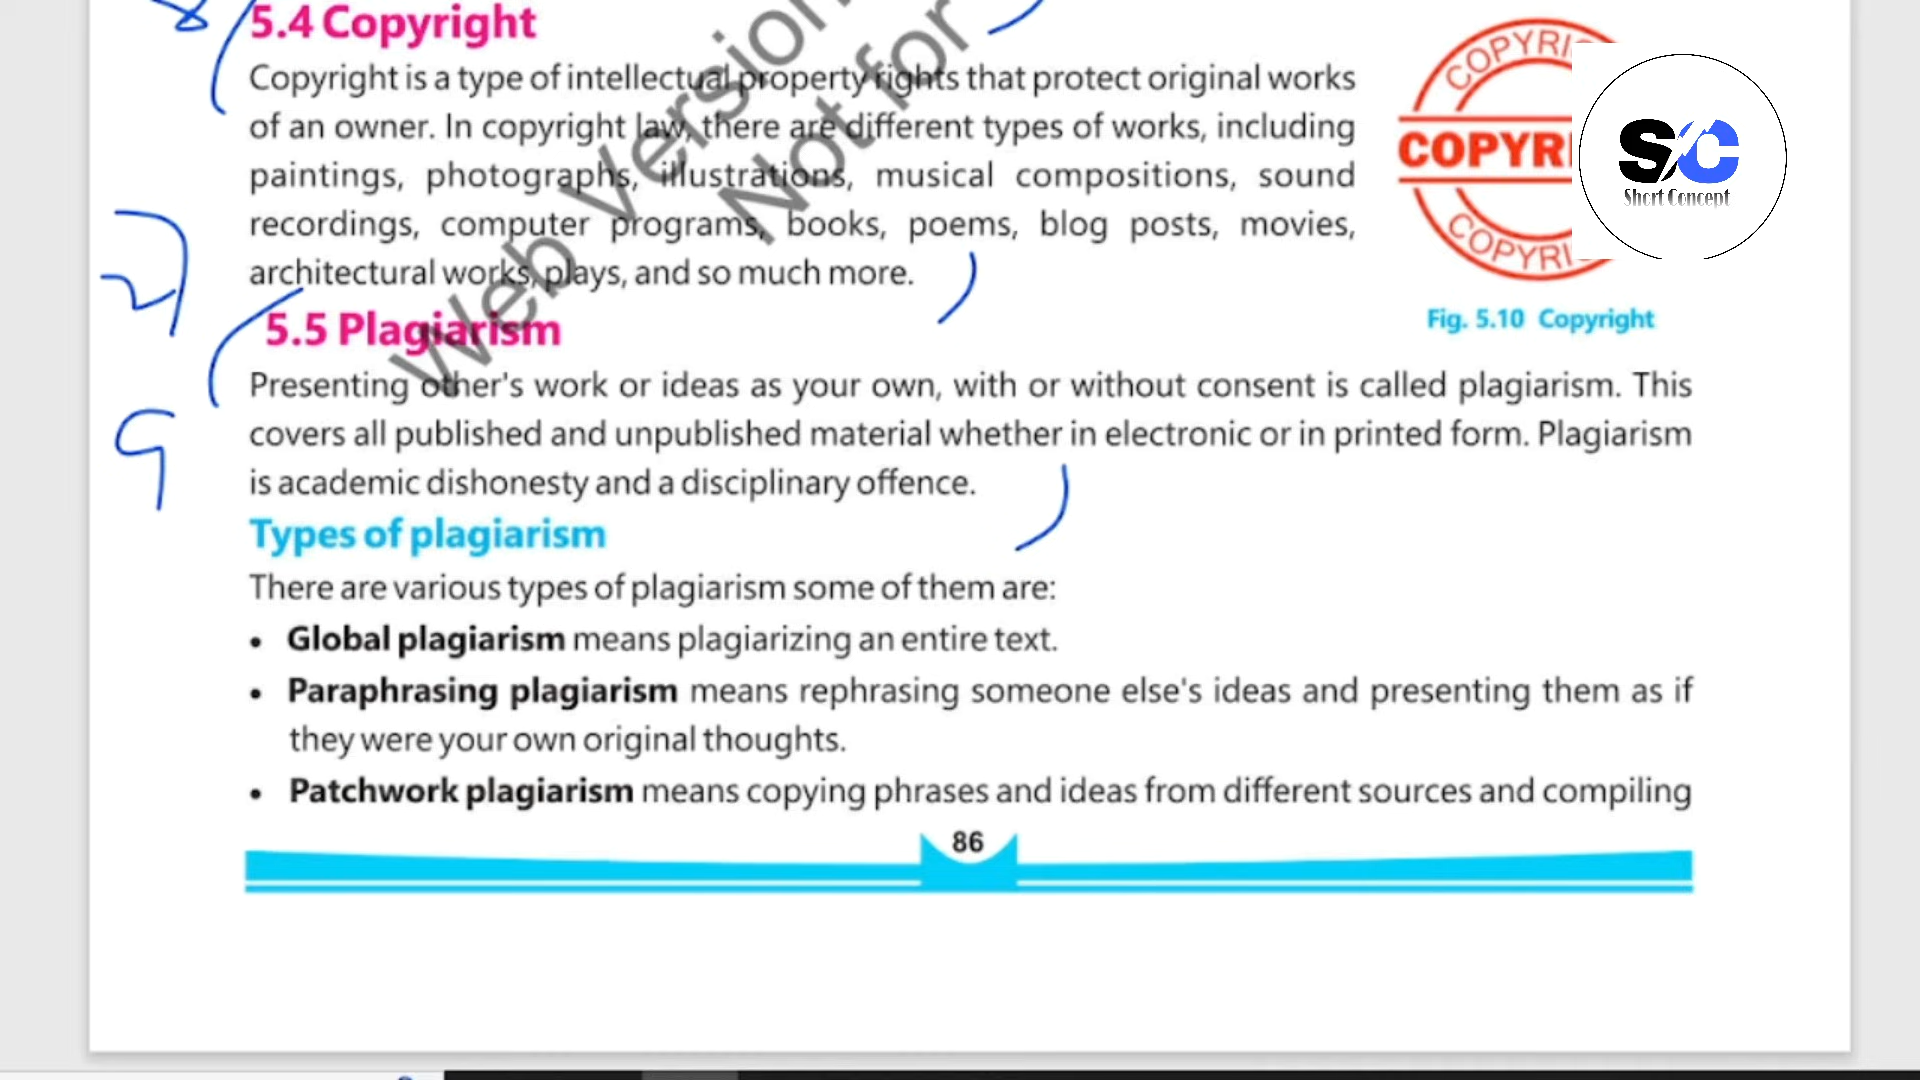 5.4 Copyright
Copyright is a type of intellectual property rights that protect original works
of an owner. In copyright law, there are different types of works, including
paintings, photographs, illustrations, musical compositions, sound
recordings, computer programs, books, poems, blog posts, movies,
architectural works, plays, and so much more.
COPYRI
COPYRI
COPYRI
SC
Short Concept
Fig. 5.10 Copyright
Web Version
Not for
5.5 Plagiarism
Presenting other's work or ideas as your own, with or without consent is called plagiarism. This
covers all published and unpublished material whether in electronic or in printed form. Plagiarism
is academic dishonesty and a disciplinary offence.
Types of plagiarism
There are various types of plagiarism some of them are:
• Global plagiarism means plagiarizing an entire text.
• Paraphrasing plagiarism means rephrasing someone else's ideas and presenting them as if
they were your own original thoughts.
• Patchwork plagiarism means copying phrases and ideas from different sources and compiling
86